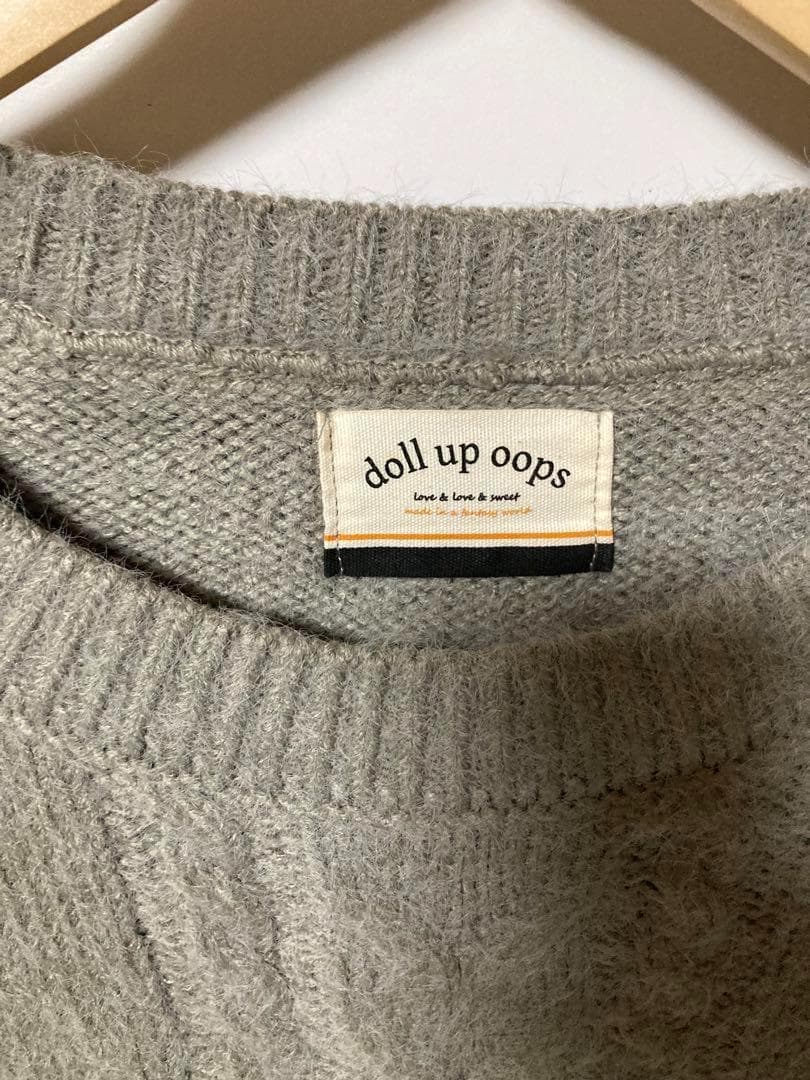 doll up oops
love & love & sweet
made in a fantasy world